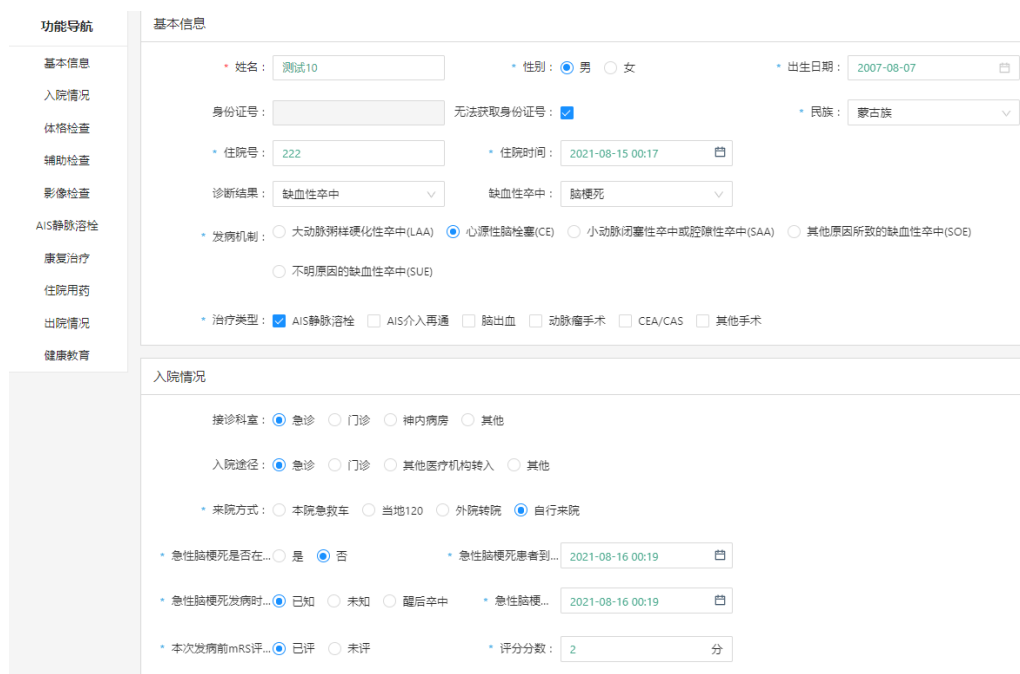 功能导航
基本信息
入院情况
体格检查
辅助检查
影像检查
AIS静脉溶栓
康复治疗
住院用药
出院情况
健康教育
基本信息
* 姓名： 测试10 * 性别： 男 女 * 出生日期： 2007-08-07
身份证号： 无法获取身份证号： * 民族： 蒙古族
* 住院号： 222 * 住院时间： 2021-08-15 00:17
诊断结果： 缺血性卒中 缺血性卒中： 脑梗死
* 发病机制： 大动脉粥样硬化性卒中(LAA) 心源性脑栓塞(CE) 小动脉闭塞性卒中或腔隙性卒中(SAA) 其他原因所致的缺血性卒中(SOE)
不明原因的缺血性卒中(SUE)
* 治疗类型： AIS静脉溶栓 AIS介入再通 脑出血 动脉瘤手术 CEA/CAS 其他手术
入院情况
接诊科室： 急诊 门诊 神内病房 其他
入院途径： 急诊 门诊 其他医疗机构转入 其他
* 来院方式： 本院急救车 当地120 外院转院 自行来院
* 急性脑梗死是否在... 是 否 * 急性脑梗死患者到... 2021-08-16 00:19
* 急性脑梗死发病时... 已知 未知 醒后卒中 * 急性脑梗... 2021-08-16 00:19
* 本次发病前mRS评... 已评 未评 * 评分分数： 2 分